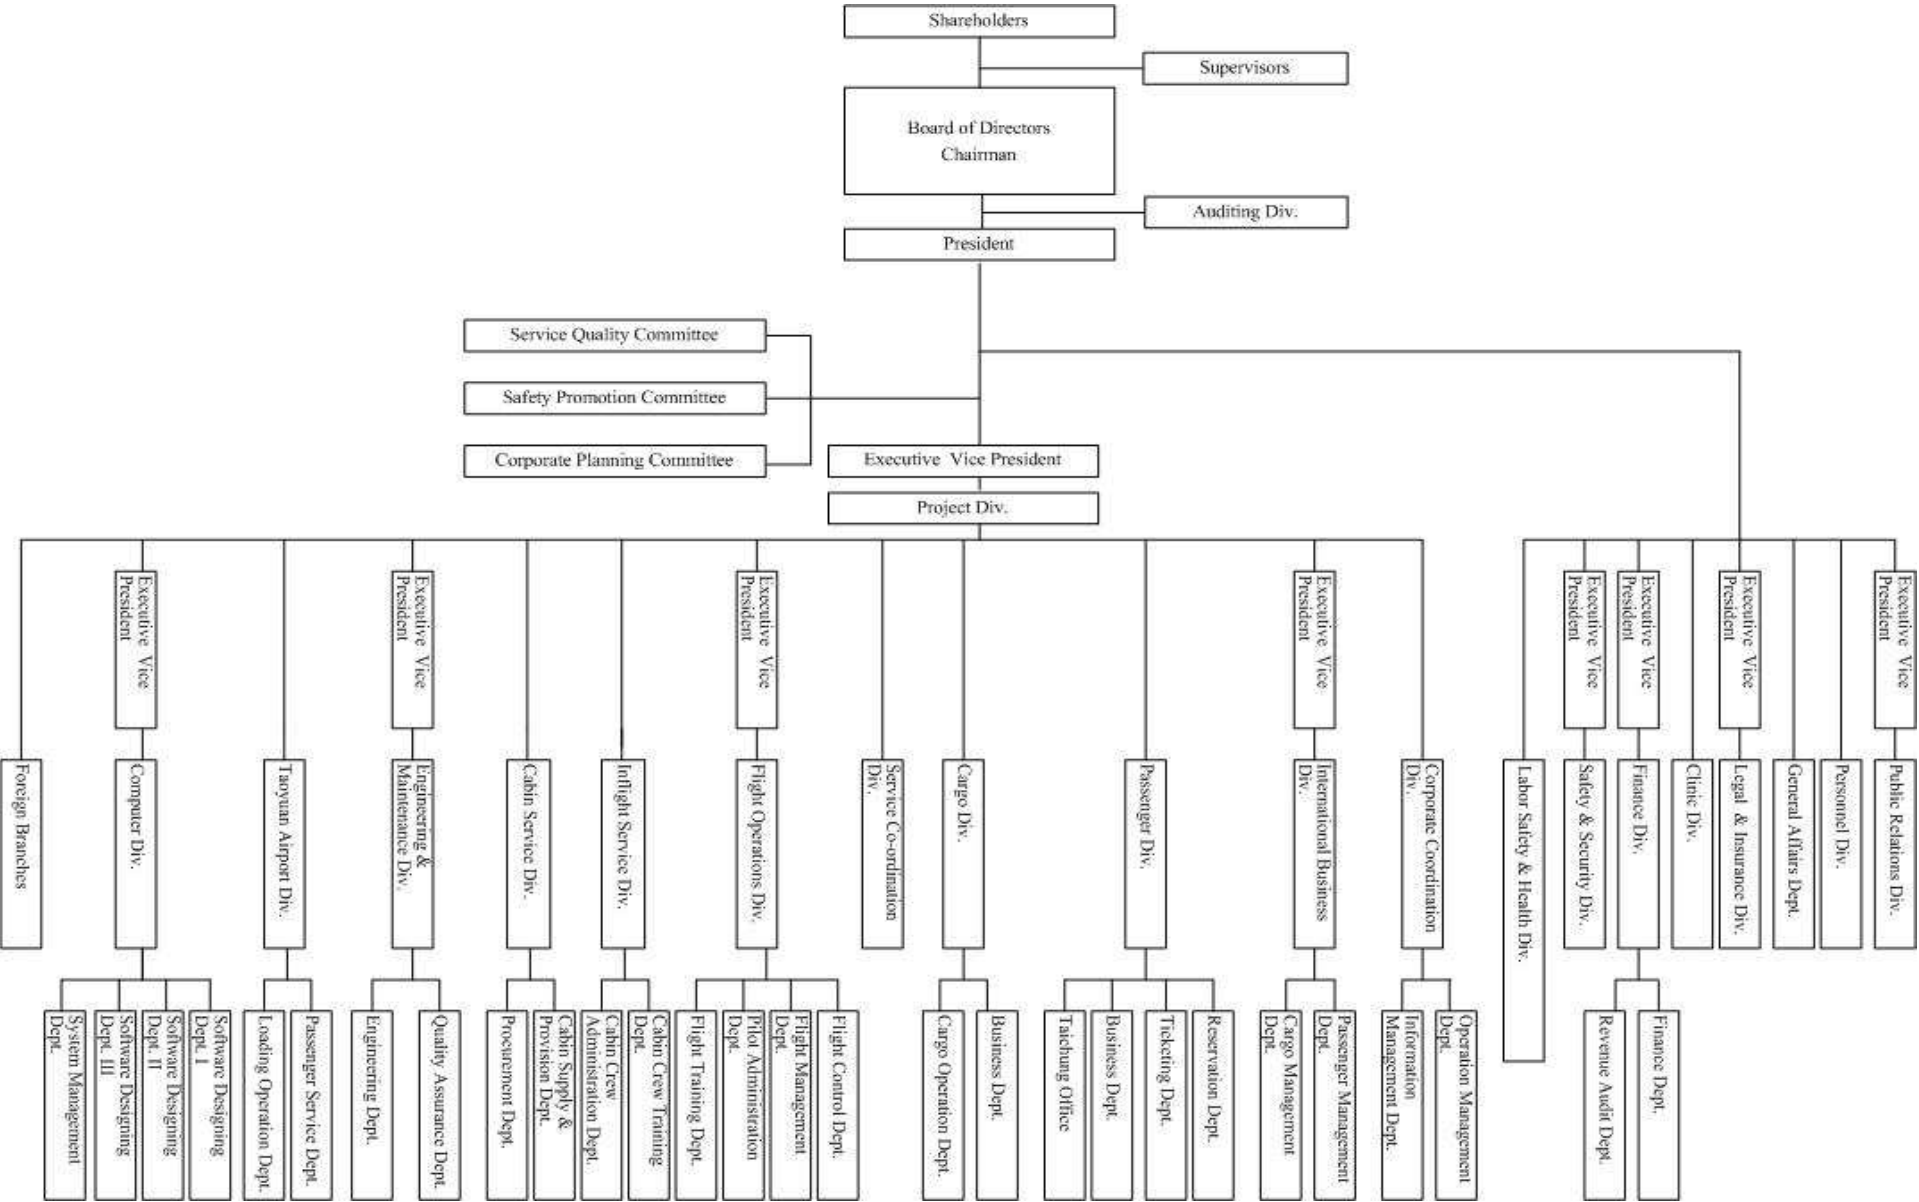 Shareholders
Supervisors
Board of Directors
Chairman
Auditing Div.
President
Service Quality Committee
Safety Promotion Committee
Corporate Planning Committee
Executive Vice President
Project Div.
Executive Vice
President
Executive Vice
President
Executive Vice
President
Executive Vice
President
Executive Vice
President
Executive Vice
President
Executive Vice
President
Executive Vice
President
Foreign Branches
Computer Div.
Taoyuan Airport Div.
Engineering &
Maintenance Div.
Cabin Service Div.
Inflight Service Div.
Flight Operations Div.
Service Co-ordination
Div.
Cargo Div.
Passenger Div.
International Business
Div.
Corporate Coordination
Div.
Labor Safety & Health Div.
Safety & Security Div.
Finance Div.
Clinic Div.
Legal & Insurance Div.
General Affairs Dept.
Personnel Div.
Public Relations Div.
System Management
Dept.
Software Designing
Dept. III
Software Designing
Dept. II
Software Designing
Dept. I
Loading Operation Dept.
Passenger Service Dept.
Engineering Dept.
Quality Assurance Dept.
Procurement Dept.
Cabin Supply &
Provision Dept.
Cabin Crew
Administration Dept.
Cabin Crew Training
Dept.
Flight Training Dept.
Pilot Administration
Dept.
Flight Management
Dept.
Flight Control Dept.
Cargo Operation Dept.
Business Dept.
Taichung Office
Business Dept.
Ticketing Dept.
Reservation Dept.
Cargo Management
Dept.
Passenger Management
Dept.
Information
Management Dept.
Operation Management
Dept.
Revenue Audit Dept.
Finance Dept.